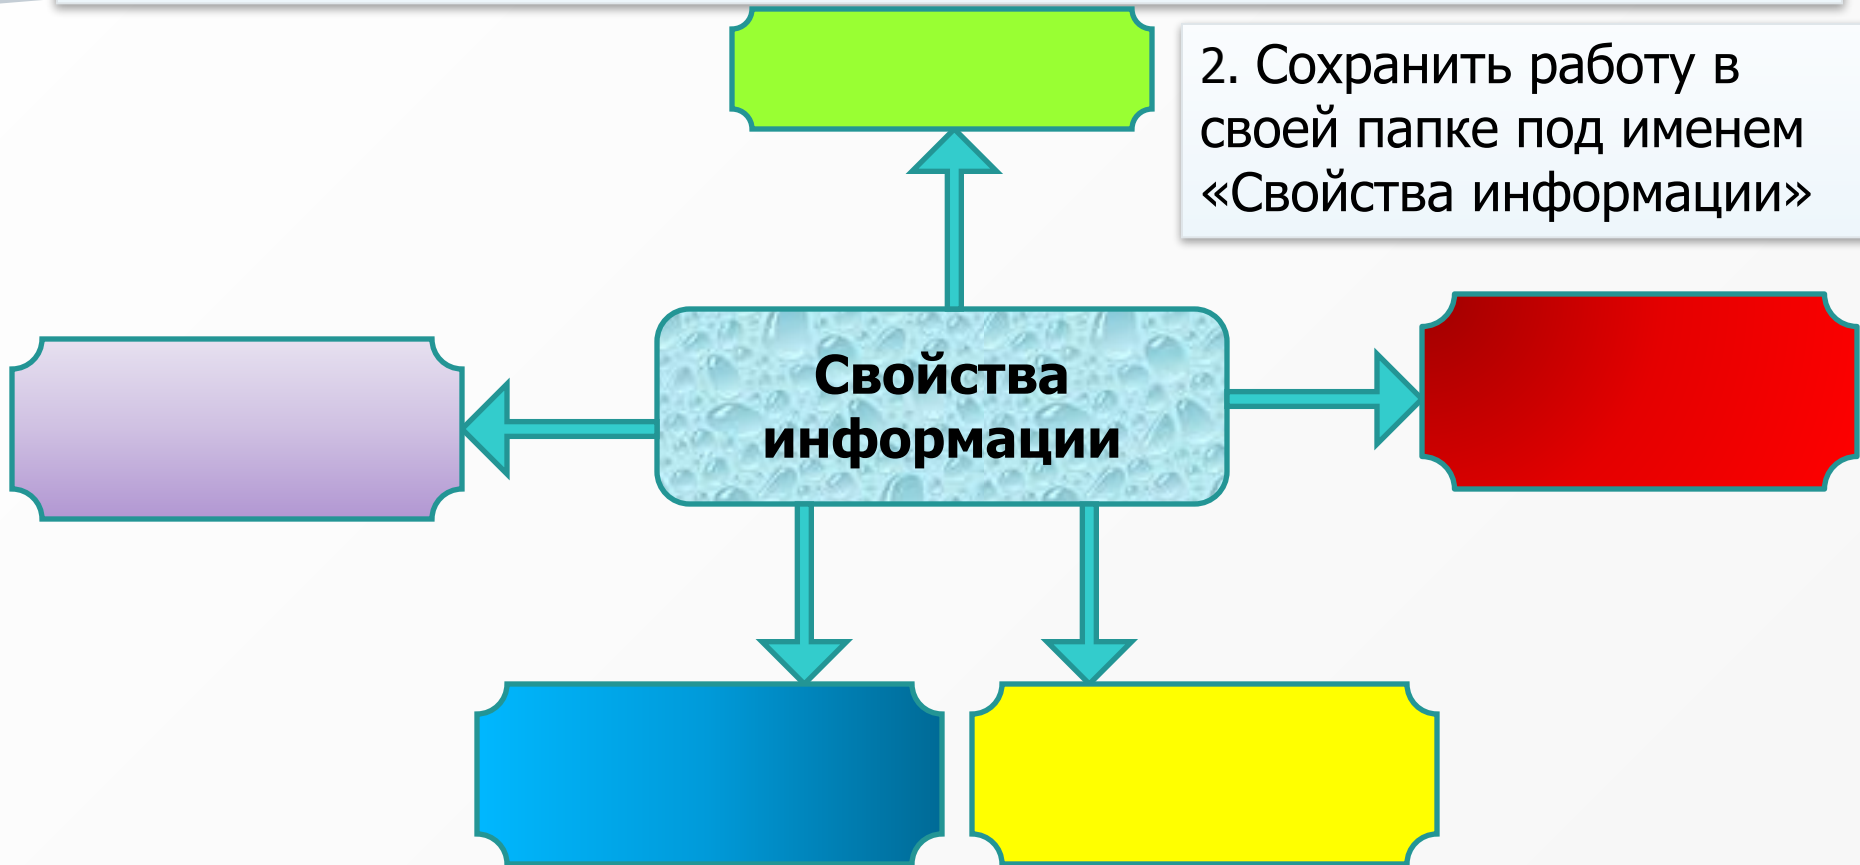 2. Сохранить работу в
своей папке под именем
«Свойства информации»
Свойства
информации